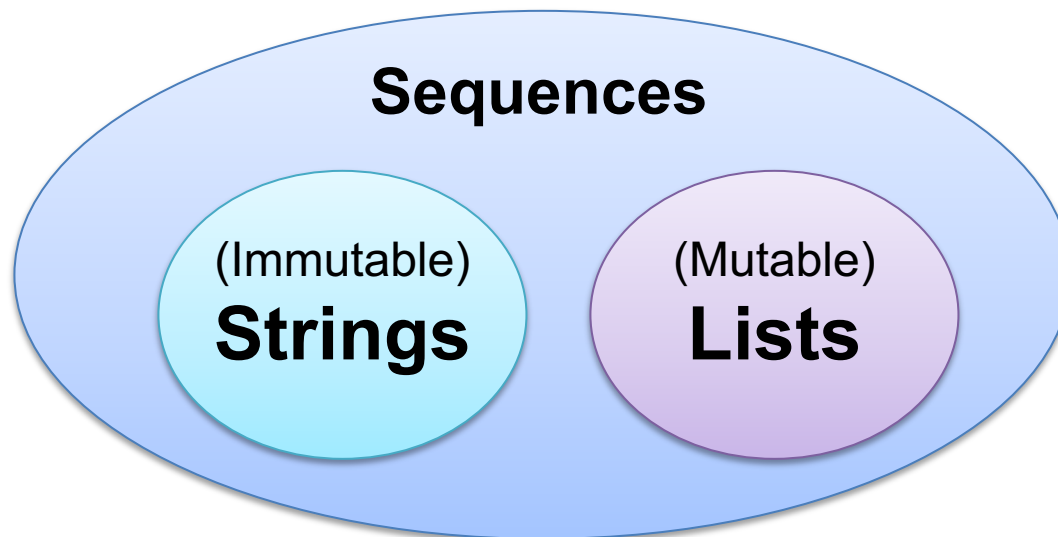 Sequences
(Immutable)
Strings
(Mutable)
Lists